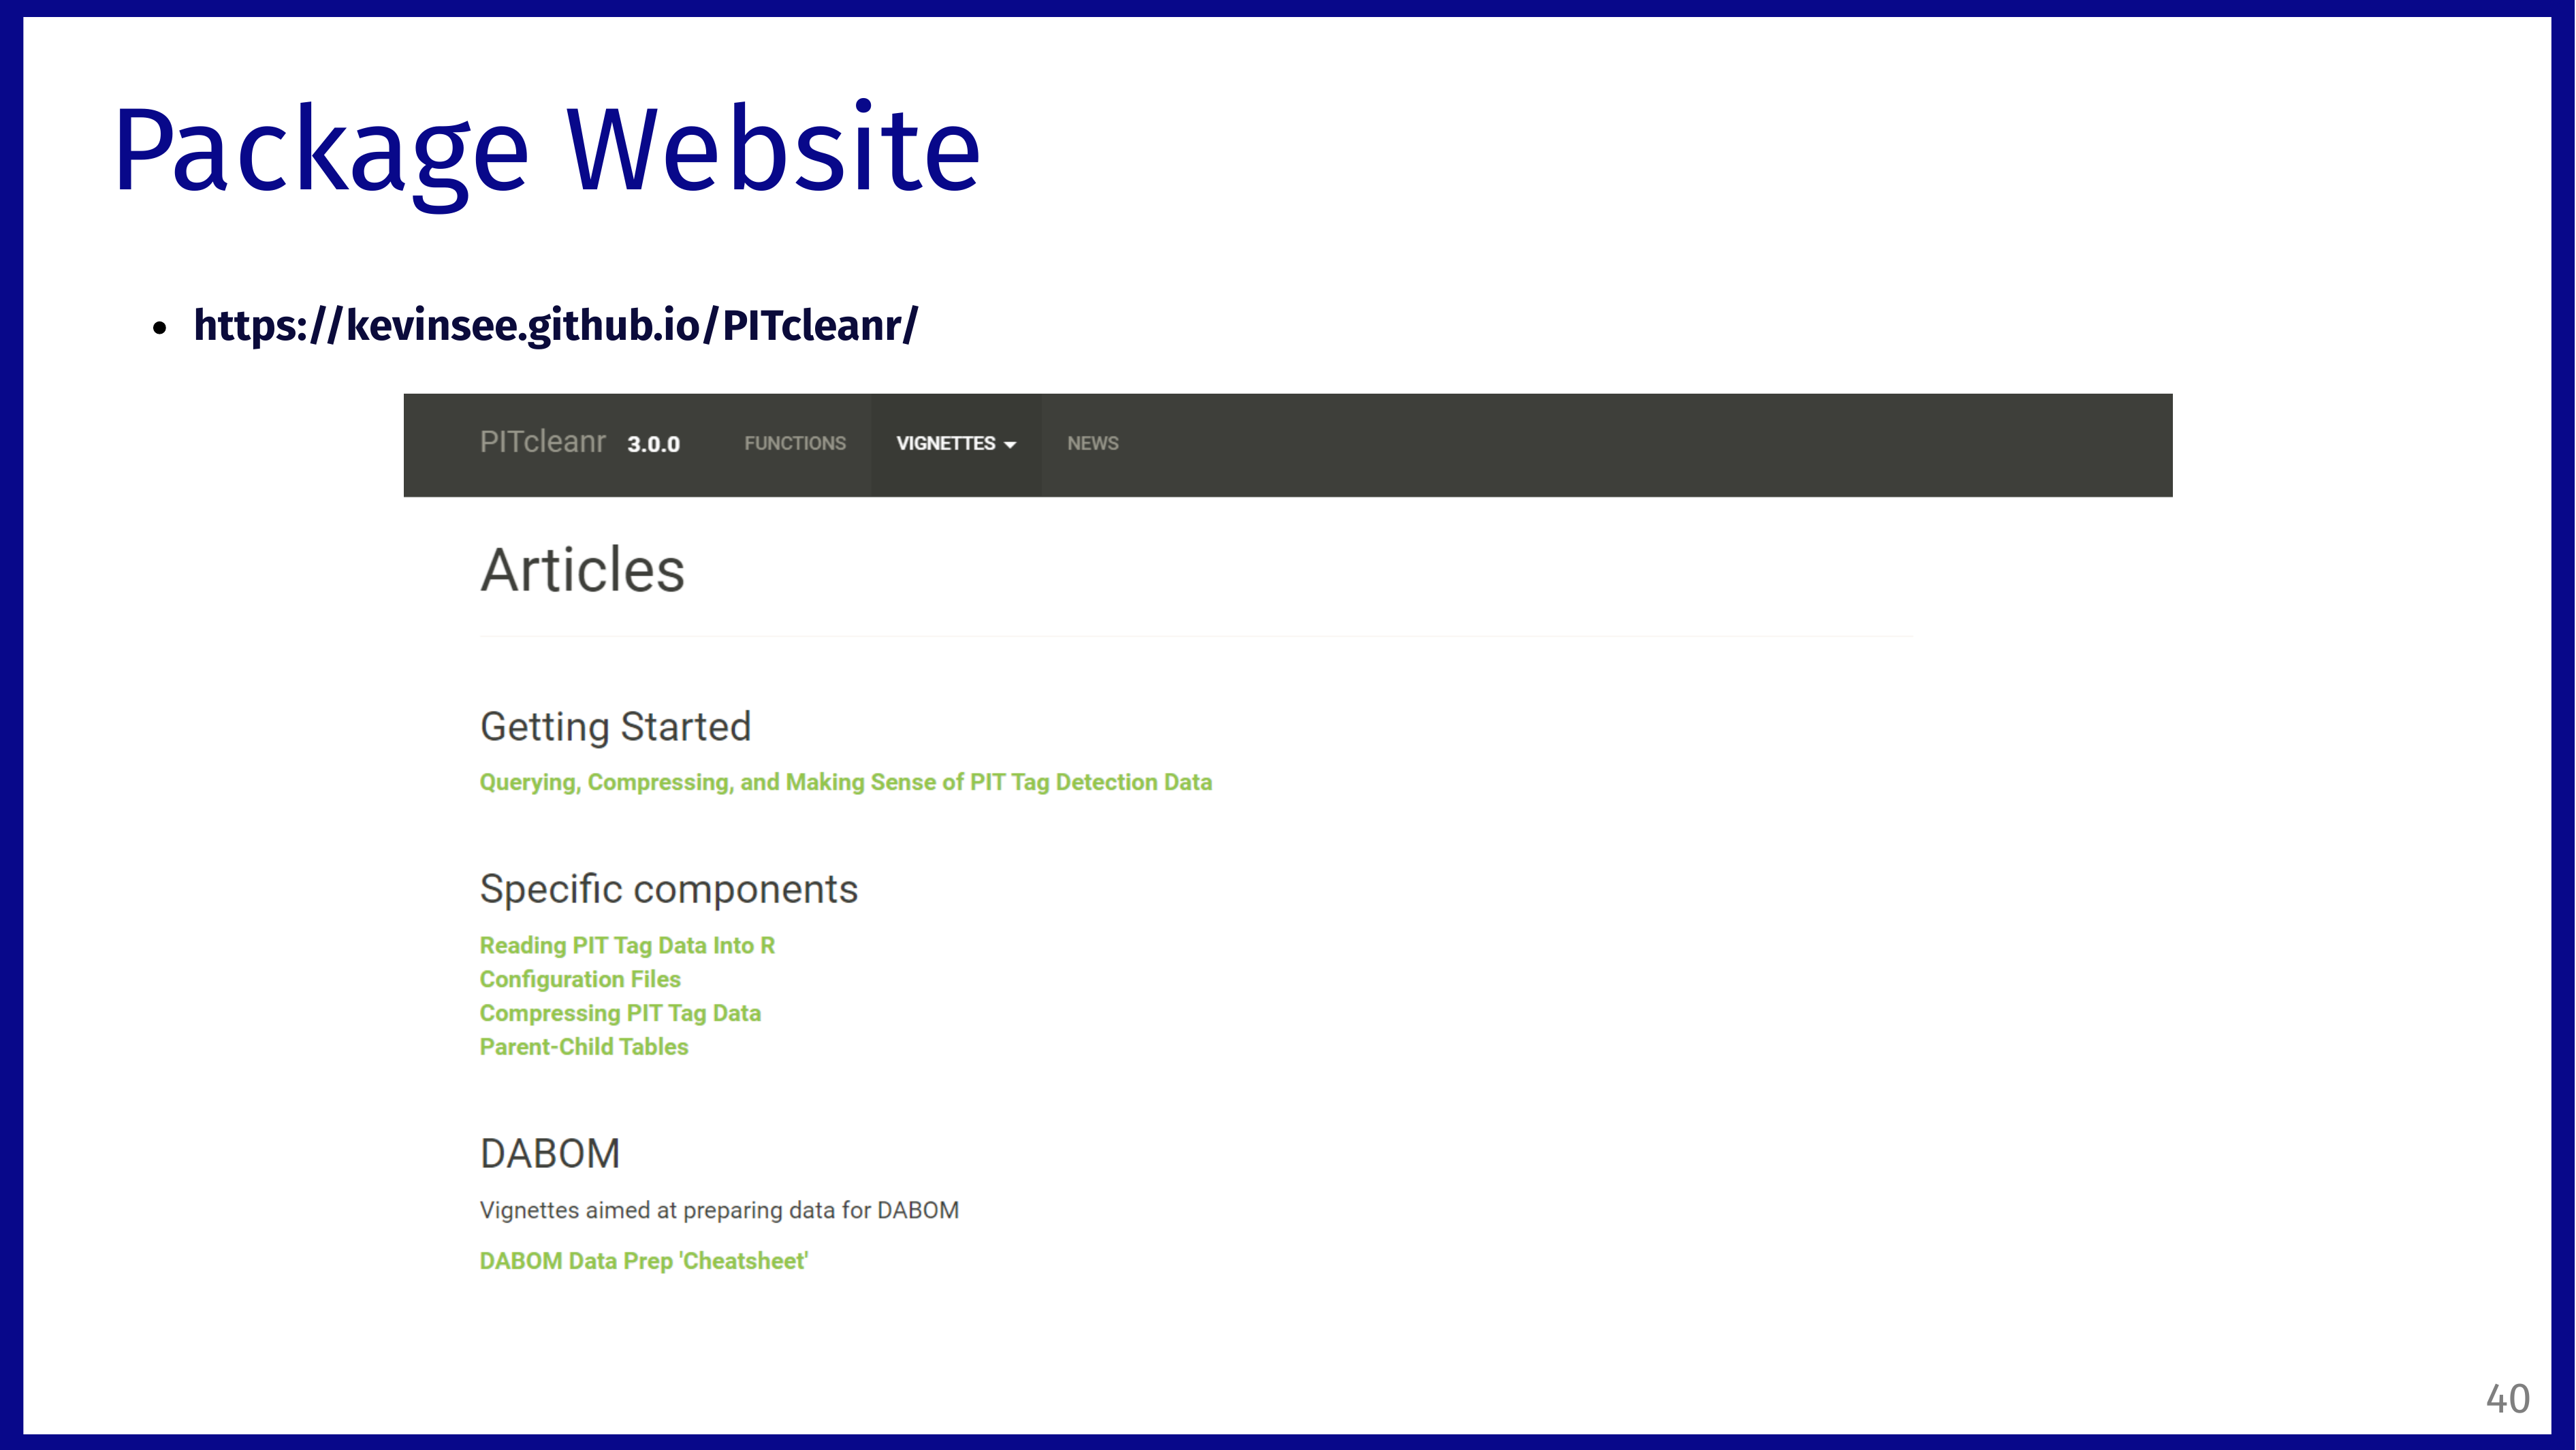 Package Website
• https://kevinsee.github.io/PITcleanr/
PITcleanr 3.0.0 FUNCTIONS VIGNETTES NEWS
Articles
Getting Started
Querying, Compressing, and Making Sense of PIT Tag Detection Data
Specific components
Reading PIT Tag Data Into R
Configuration Files
Compressing PIT Tag Data
Parent-Child Tables
DABOM
Vignettes aimed at preparing data for DABOM
DABOM Data Prep 'Cheatsheet'
40